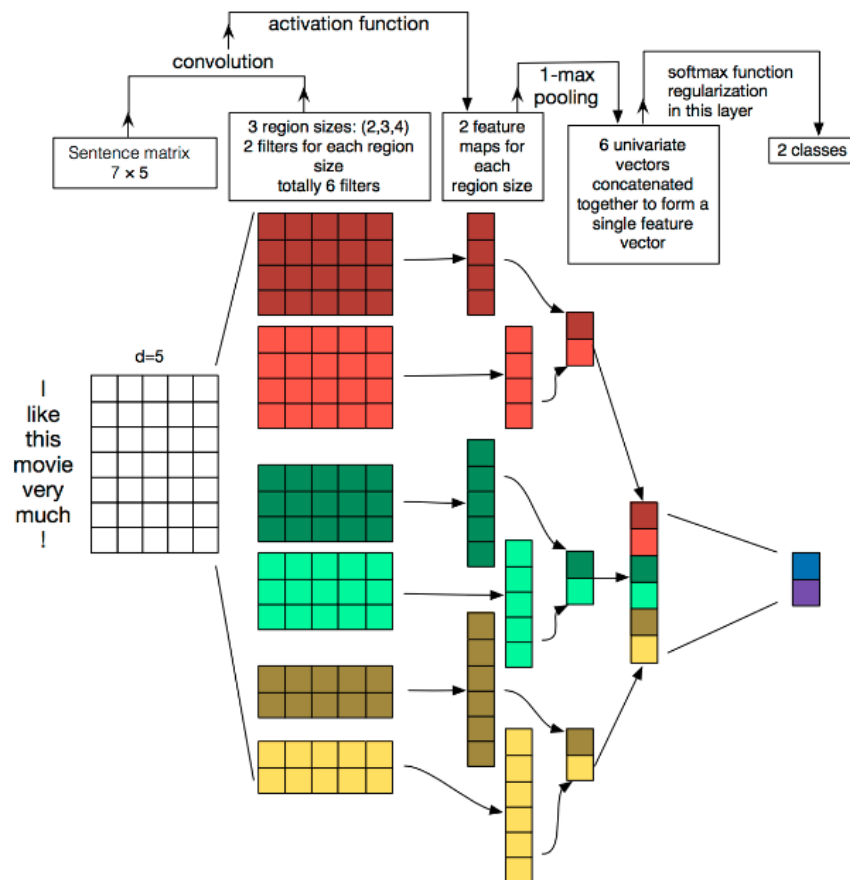 activation function
convolution
1-max
pooling
softmax function
regularization
in this layer
Sentence matrix
7 × 5
3 region sizes: (2,3,4)
2 filters for each region
size
totally 6 filters
2 feature
maps for
each
region size
6 univariate
vectors
concatenated
together to form a
single feature
vector
2 classes
d=5
I
like
this
movie
very
much
!